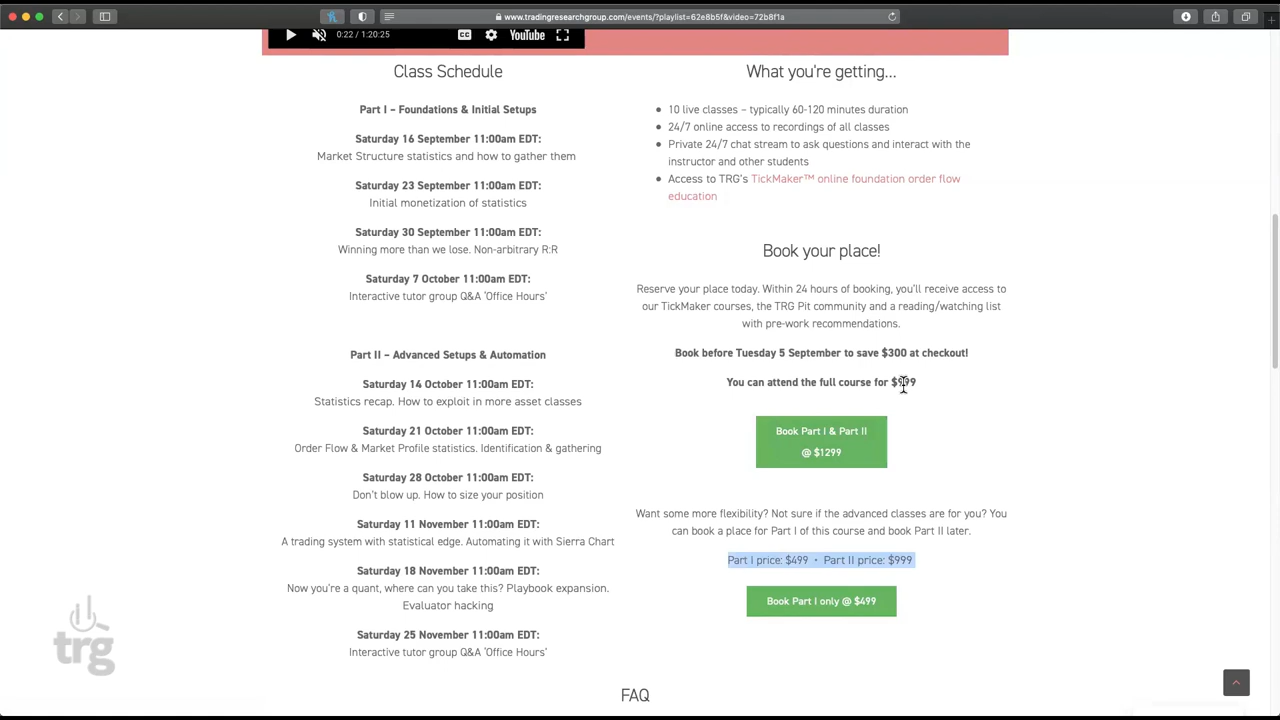 www.tradingresearchgroup.com/events/?playlist=62e8b5f&video=72b8f1a
0:22 / 1:20:25
CC
YouTube
Class Schedule
Part I – Foundations & Initial Setups
Saturday 16 September 11:00am EDT:
Market Structure statistics and how to gather them
Saturday 23 September 11:00am EDT:
Initial monetization of statistics
Saturday 30 September 11:00am EDT:
Winning more than we lose. Non-arbitrary R:R
Saturday 7 October 11:00am EDT:
Interactive tutor group Q&A 'Office Hours'
Part II – Advanced Setups & Automation
Saturday 14 October 11:00am EDT:
Statistics recap. How to exploit in more asset classes
Saturday 21 October 11:00am EDT:
Order Flow & Market Profile statistics. Identification & gathering
Saturday 28 October 11:00am EDT:
Don't blow up. How to size your position
Saturday 11 November 11:00am EDT:
A trading system with statistical edge. Automating it with Sierra Chart
Saturday 18 November 11:00am EDT:
Now you're a quant, where can you take this? Playbook expansion.
Evaluator hacking
Saturday 25 November 11:00am EDT:
Interactive tutor group Q&A 'Office Hours'
What you're getting...
• 10 live classes – typically 60-120 minutes duration
• 24/7 online access to recordings of all classes
• Private 24/7 chat stream to ask questions and interact with the
instructor and other students
• Access to TRG's TickMaker™ online foundation order flow
education
Book your place!
Reserve your place today. Within 24 hours of booking, you'll receive access to
our TickMaker courses, the TRG Pit community and a reading/watching list
with pre-work recommendations.
Book before Tuesday 5 September to save $300 at checkout!
You can attend the full course for
Book Part I & Part II
@ $1299
Want some more flexibility? Not sure if the advanced classes are for you? You
can book a place for Part I of this course and book Part II later.
Part I price: $499 • Part II price: $999
Book Part I only @ $499
trg
FAQ